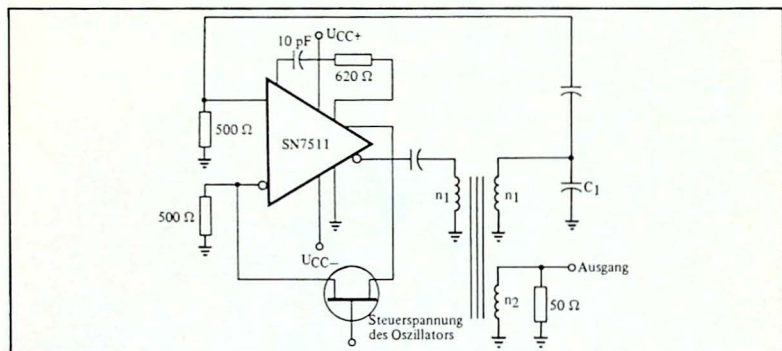 10 pF
UCC+
620 Ω
500 Ω
SN7511
500 Ω
UCC−
n1
n1
C1
Steuerspannung
des Oszillators
n2
50 Ω
Ausgang